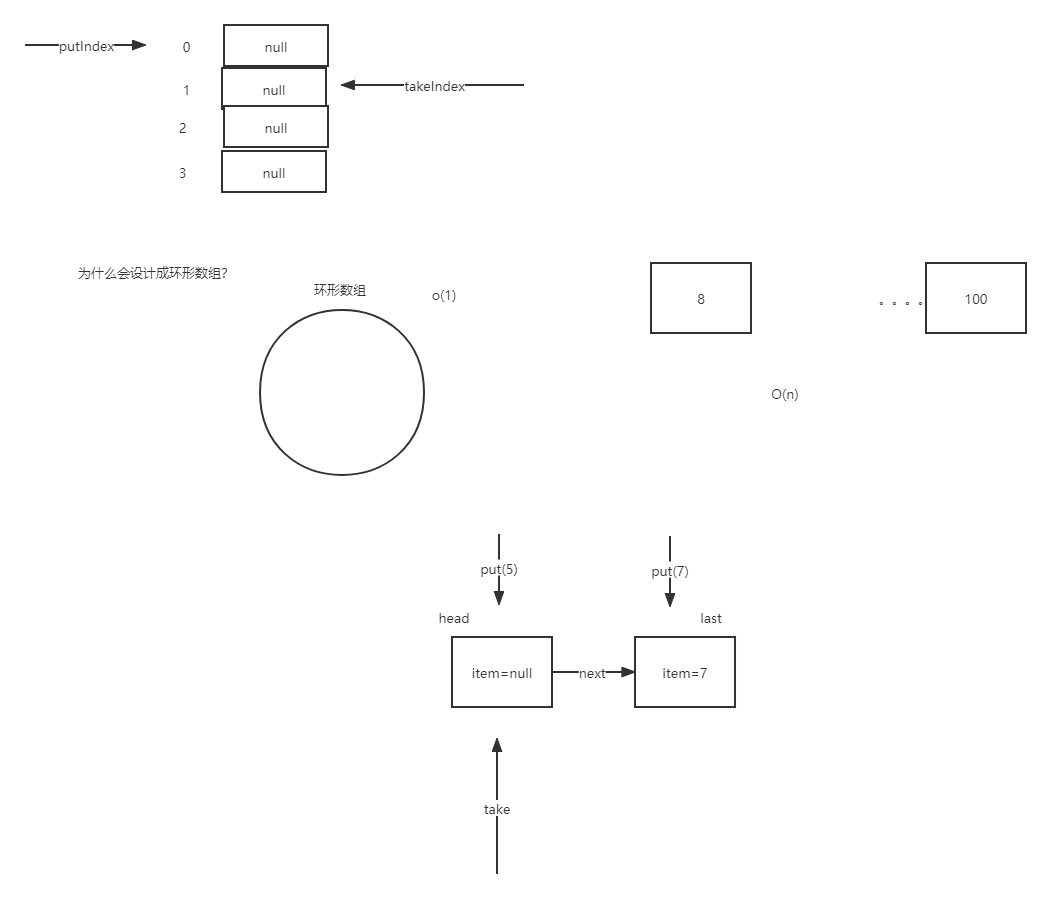 putIndex
0
null
1
null
takeIndex
2
null
3
null
为什么会设计成环形数组?
环形数组
o(1)
8
。。。。
100
O(n)
put(5)
put(7)
head
last
item=null
next
item=7
take